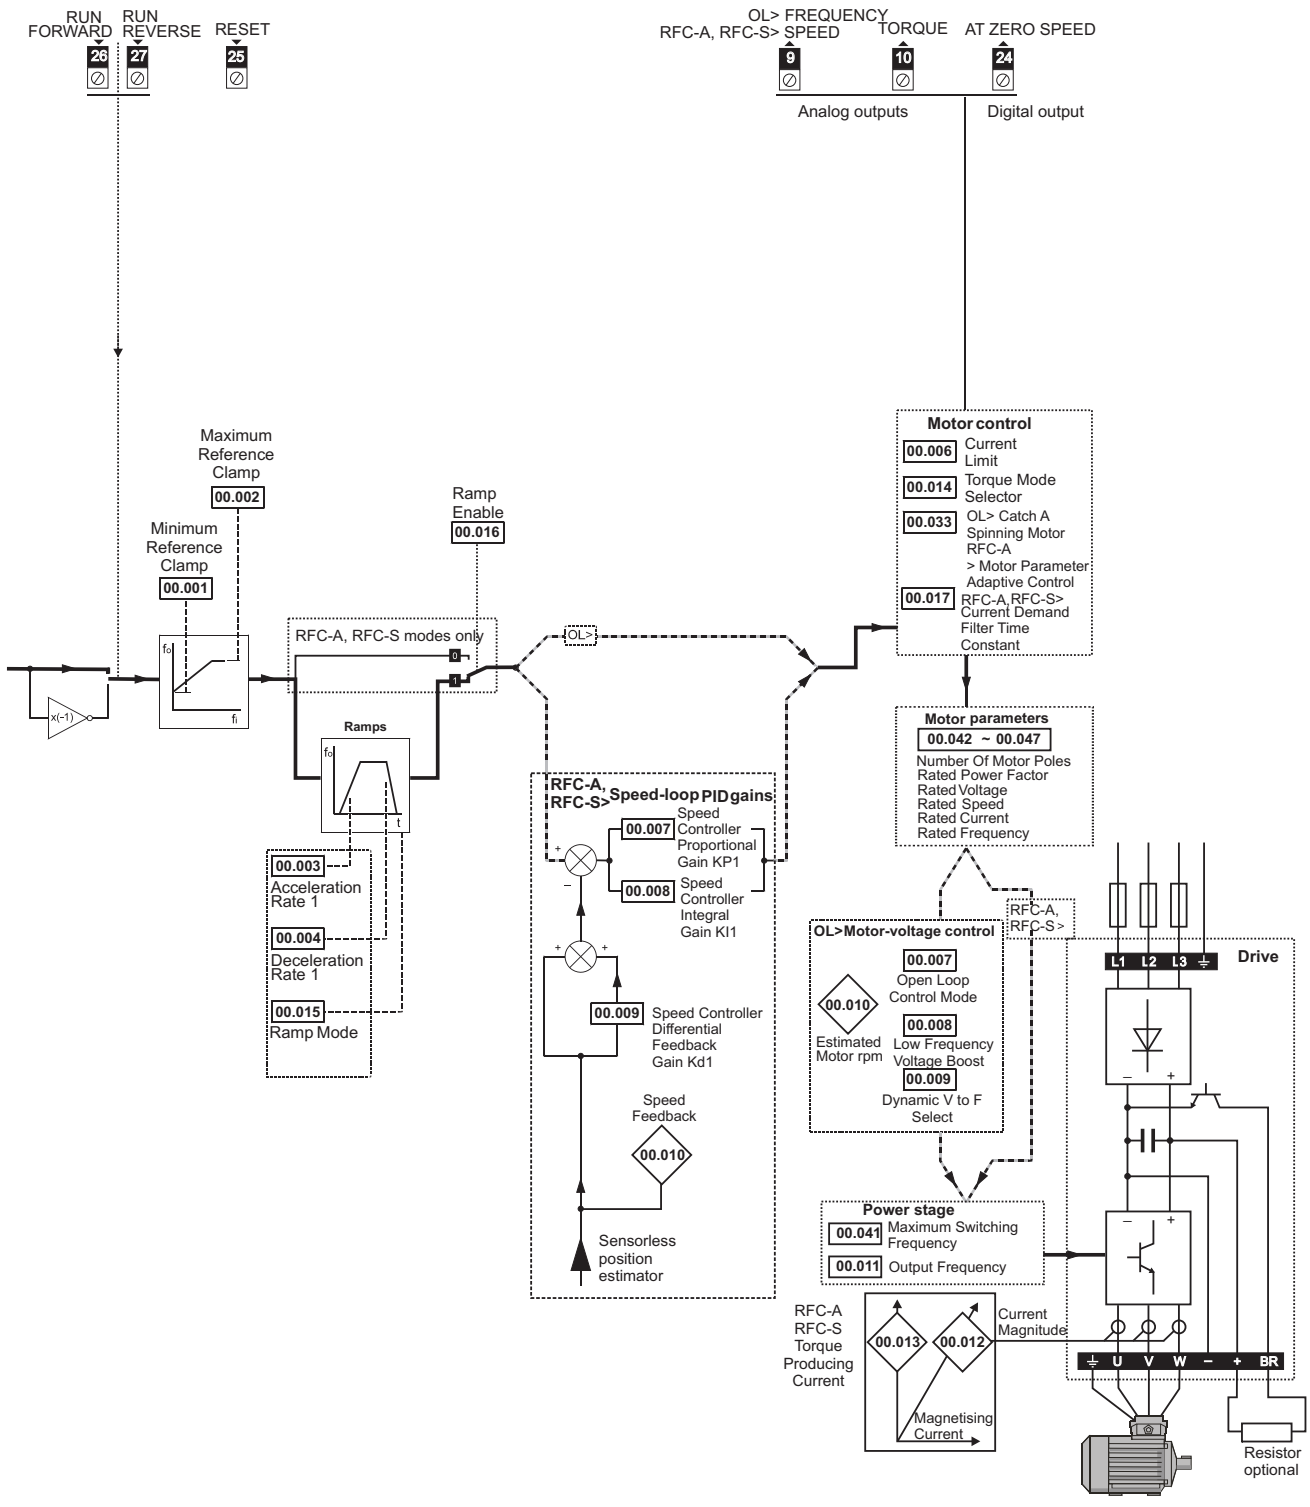 RUN
FORWARD
RUN
REVERSE
RESET
26
27
25
OL> FREQUENCY
RFC-A, RFC-S> SPEED
TORQUE
AT ZERO SPEED
9
10
24
Analog outputs
Digital output
Maximum
Reference
Clamp
00.002
Minimum
Reference
Clamp
00.001
Ramp
Enable
00.016
RFC-A, RFC-S modes only
0
1
OL>
x(-1)
fo
fi
Ramps
fo
t
00.003
Acceleration
Rate 1
00.004
Deceleration
Rate 1
00.015
Ramp Mode
RFC-A,
RFC-S> Speed-loop PID gains
00.007
Speed
Controller
Proportional
Gain KP1
00.008
Speed
Controller
Integral
Gain KI1
+
–
+
+
00.009
Speed Controller
Differential
Feedback
Gain Kd1
Speed
Feedback
00.010
Sensorless
position
estimator
Motor control
00.006
Current
Limit
00.014
Torque Mode
Selector
00.033
OL> Catch A
Spinning Motor
RFC-A
> Motor Parameter
Adaptive Control
00.017
RFC-A,RFC-S>
Current Demand
Filter Time
Constant
Motor parameters
00.042 ~ 00.047
Number Of Motor Poles
Rated Power Factor
Rated Voltage
Rated Speed
Rated Current
Rated Frequency
RFC-A,
RFC-S >
OL>Motor-voltage control
00.007
Open Loop
Control Mode
00.010
Estimated
Motor rpm
00.008
Low Frequency
Voltage Boost
00.009
Dynamic V to F
Select
Power stage
00.041
Maximum Switching
Frequency
00.011
Output Frequency
RFC-A
RFC-S
Torque
Producing
Current
00.013
00.012
Current
Magnitude
Magnetising
Current
L1 L2 L3
Drive
– +
– +
U V W – + BR
Resistor
optional